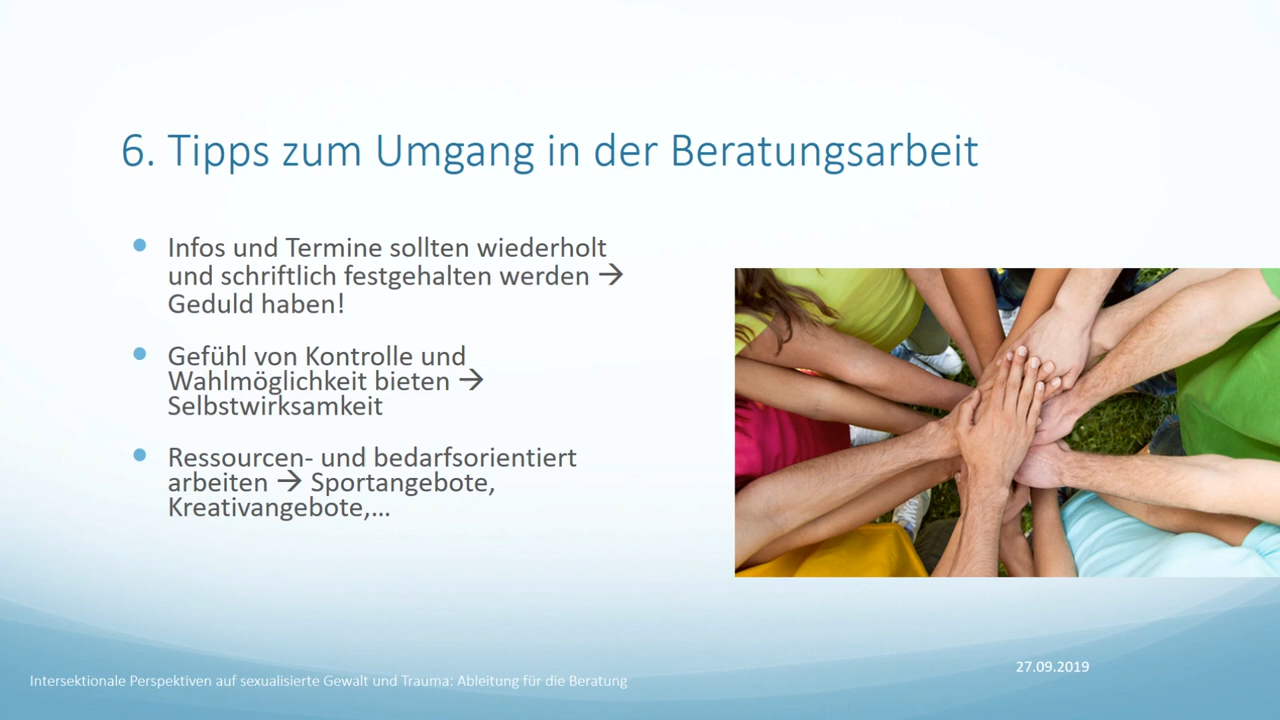 6. Tipps zum Umgang in der Beratungsarbeit
Infos und Termine sollten wiederholt
und schriftlich festgehalten werden →
Geduld haben!
Gefühl von Kontrolle und
Wahlmöglichkeit bieten →
Selbstwirksamkeit
Ressourcen- und bedarfsorientiert
arbeiten → Sportangebote,
Kreativangebote,...
27.09.2019
Intersektionale Perspektiven auf sexualisierte Gewalt und Trauma: Ableitung für die Beratung